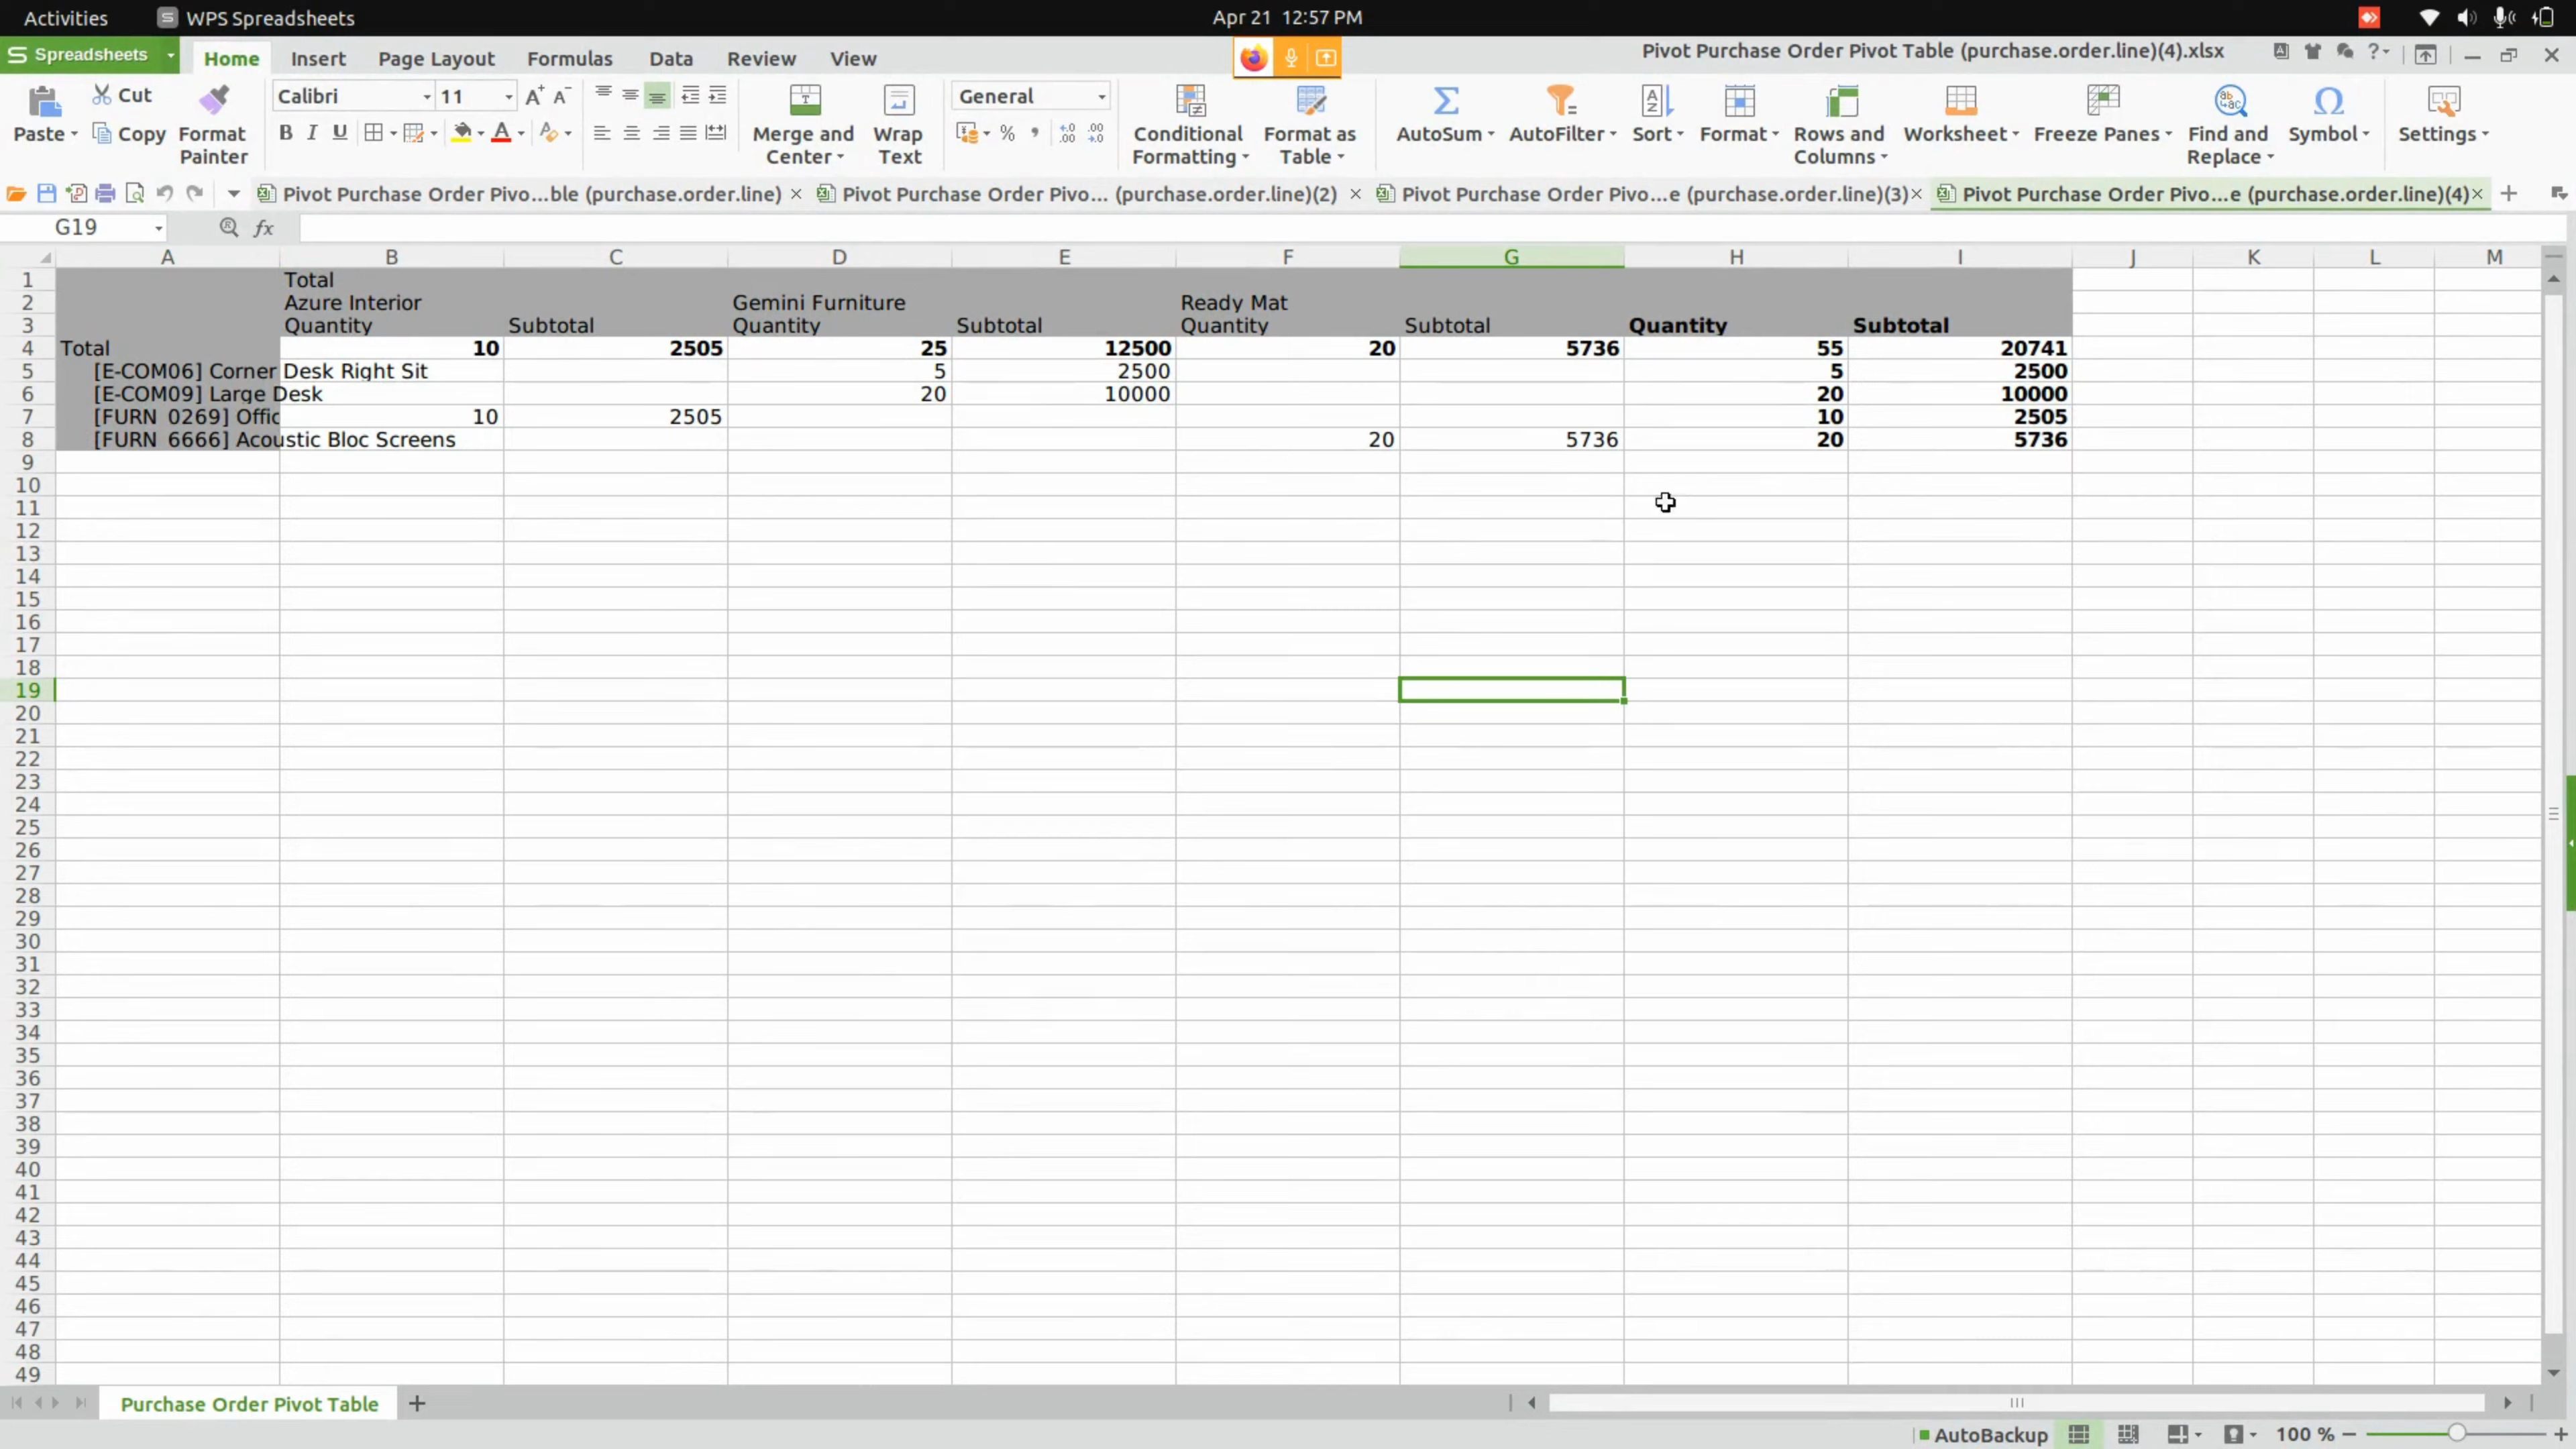 Activities WPS Spreadsheets Apr 21 12:57 PM
Spreadsheets Home Insert Page Layout Formulas Data Review View Pivot Purchase Order Pivot Table (purchase.order.line)(4).xlsx
Paste Cut Copy Format Painter Calibri 11 Merge and Center Wrap Text General Conditional Formatting Format as Table AutoSum AutoFilter Sort Format Rows and Columns Worksheet Freeze Panes Find and Replace Symbol Settings
Pivot Purchase Order Pivo...ble (purchase.order.line) Pivot Purchase Order Pivo... (purchase.order.line)(2) Pivot Purchase Order Pivo...e (purchase.order.line)(3) Pivot Purchase Order Pivo...e (purchase.order.line)(4)
G19 fx
A B C D E F G H I J K L M
1 Total
2 Azure Interior Gemini Furniture Ready Mat
3 Quantity Subtotal Quantity Subtotal Quantity Subtotal Quantity Subtotal
4 Total 10 2505 25 12500 20 5736 55 20741
5 [E-COM06] Corner Desk Right Sit 5 2500 5 2500
6 [E-COM09] Large Desk 20 10000 20 10000
7 [FURN_0269] Offic 10 2505 10 2505
8 [FURN_6666] Acoustic Bloc Screens 20 5736 20 5736
9
10
11
12
13
14
15
16
17
18
19
20
21
22
23
24
25
26
27
28
29
30
31
32
33
34
35
36
37
38
39
40
41
42
43
44
45
46
47
48
49
Purchase Order Pivot Table
AutoBackup 100 %